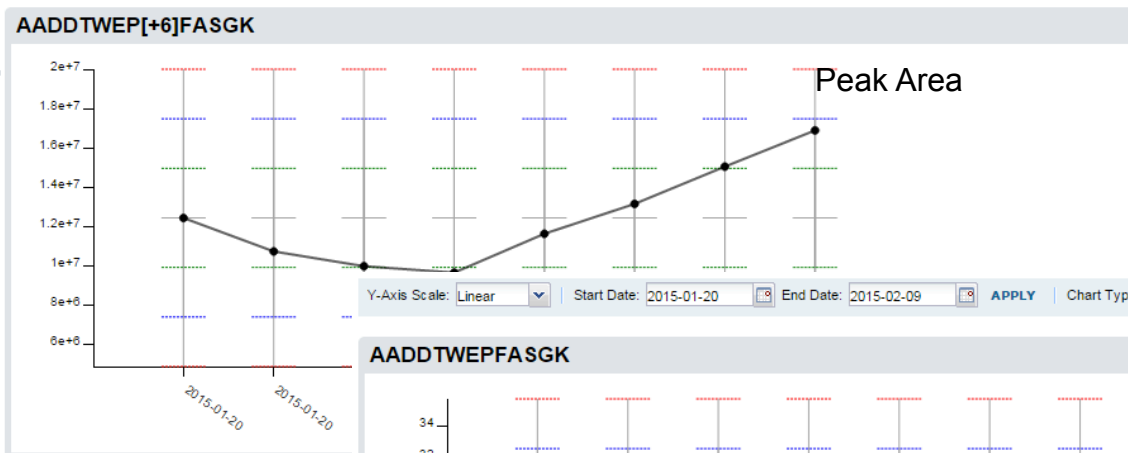 AADDTWEP[+6]FASGK
2e+7
Peak Area
1.8e+7
1.6e+7
1.4e+7
1.2e+7
1e+7
8e+6
6e+6
2015-01-20
2015-01-20
Y-Axis Scale: Linear Start Date: 2015-01-20 End Date: 2015-02-09 APPLY Chart Typ
AADDTWEPFASGK
34